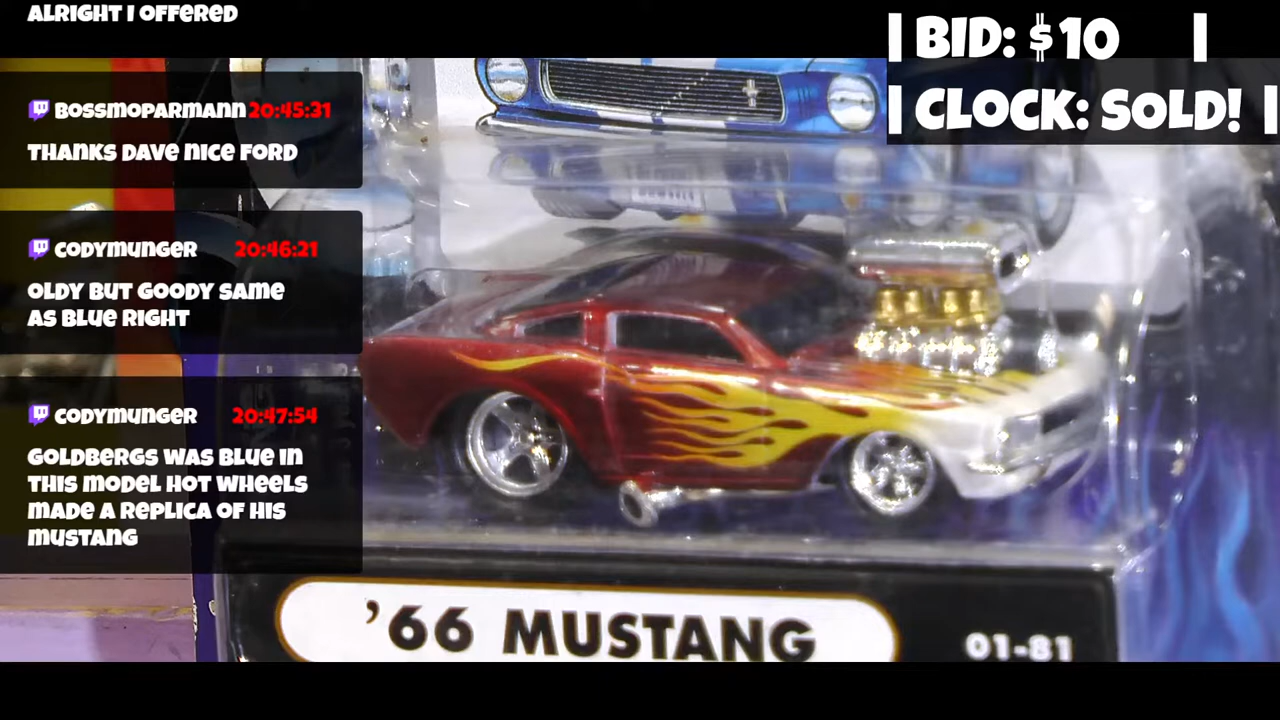 ALRIGHT I OFFERED
BOSSMOPARMANN 20:45:31
THANKS DAVE NICE FORD
CODYMUNGER 20:46:21
OLDY BUT GOODY SAME
AS BLUE RIGHT
CODYMUNGER 20:47:54
GOLDBERGS WAS BLUE IN
THIS MODEL HOT WHEELS
MADE A REPLICA OF HIS
MUSTANG
| BID: $10 |
| CLOCK: SOLD! |
'66 MUSTANG
01-81